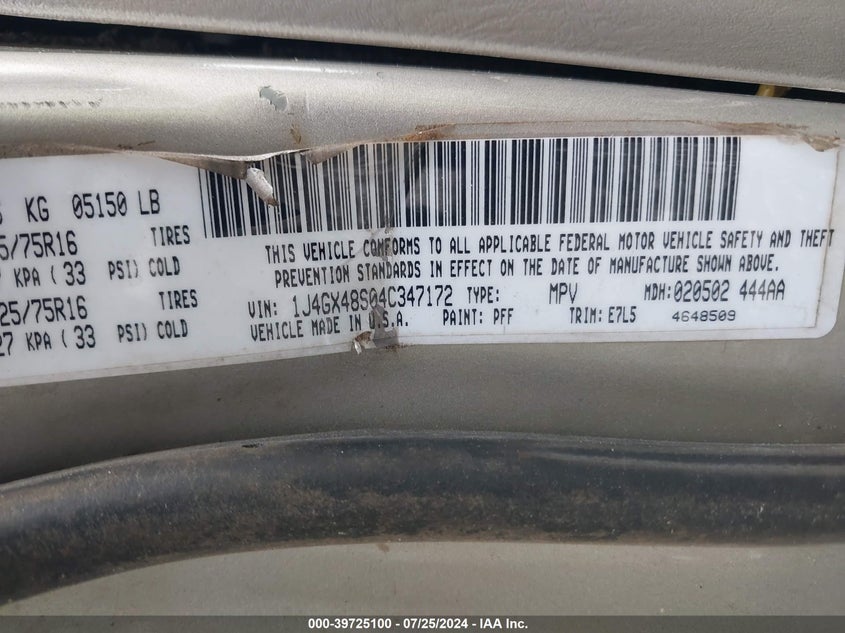 KG 05150 LB
5/75R16 TIRES
KPA (33 PSI) COLD
25/75R16 TIRES
27 KPA (33 PSI) COLD
THIS VEHICLE CONFORMS TO ALL APPLICABLE FEDERAL MOTOR VEHICLE SAFETY AND THEFT
PREVENTION STANDARDS IN EFFECT ON THE DATE OF MANUFACTURE SHOWN ABOVE.
VIN: 1J4GX48S04C347172 TYPE: MPV MDH: 020502 444AA
VEHICLE MADE IN U.S.A. PAINT: PFF TRIM: E7L5 4648509
000-39725100 - 07/25/2024 - IAA Inc.